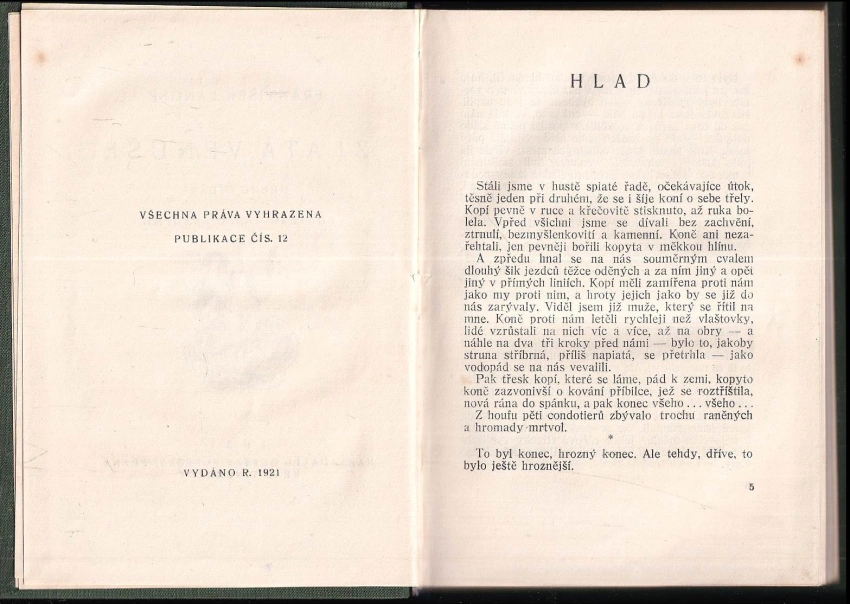 VŠECHNA PRÁVA VYHRAZENA
PUBLIKACE ČÍS. 12
VYDÁNO R. 1921
HLAD
Stáli jsme v hustě spiaté řadě, očekávajíce útok,
těsně jeden při druhém, že se i šíje koní o sebe třely.
Kopí pevně v ruce a křečovitě stisknuto, až ruka bo-
lela. Vpřed všichni jsme se dívali bez zachvění,
ztrnulí, bezmyšlenkovití a kamenní. Koně ani neza-
řehtali, jen pevněji bořili kopyta v měkkou hlínu.
A zpředu hnal se na nás souměrným cvalem
dlouhý šik jezdců těžce oděných a za ním jiný a opět
jiný v přímých liniích. Kopí měli zamířena proti nám
jako my proti nim, a hroty jejich jako by se již do
nás zarývaly. Viděl jsem již muže, který se řítil na
mne. Koně proti nám letěli rychleji než vlaštovky,
lidé vzrůstali na nich víc a více, až na obry — a
náhle na dva tři kroky před námi — bylo to, jakoby
struna stříbrná, příliš napiatá, se přetrhla — jako
vodopád se na nás vevalili.
Pak třesk kopí, které se láme, pád k zemi, kopyto
koně zazvonivší o kování přílbice, jež se roztříštila,
nová rána do spánku, a pak konec všeho... všeho...
Z houfu pěti condotierů zbývalo trochu raněných
a hromady mrtvol.
*
To byl konec, hrozný konec. Ale tehdy, dříve, to
bylo ještě hroznější.
5